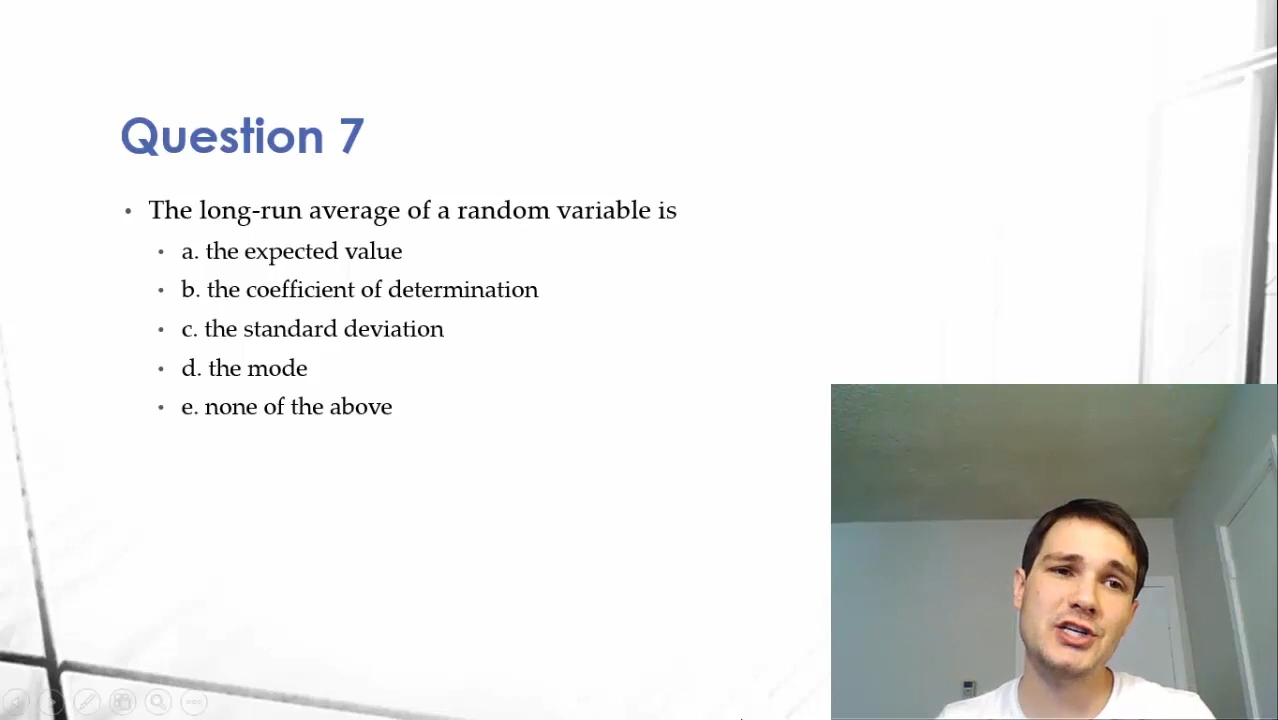 Question 7
• The long-run average of a random variable is
• a. the expected value
• b. the coefficient of determination
• c. the standard deviation
• d. the mode
• e. none of the above